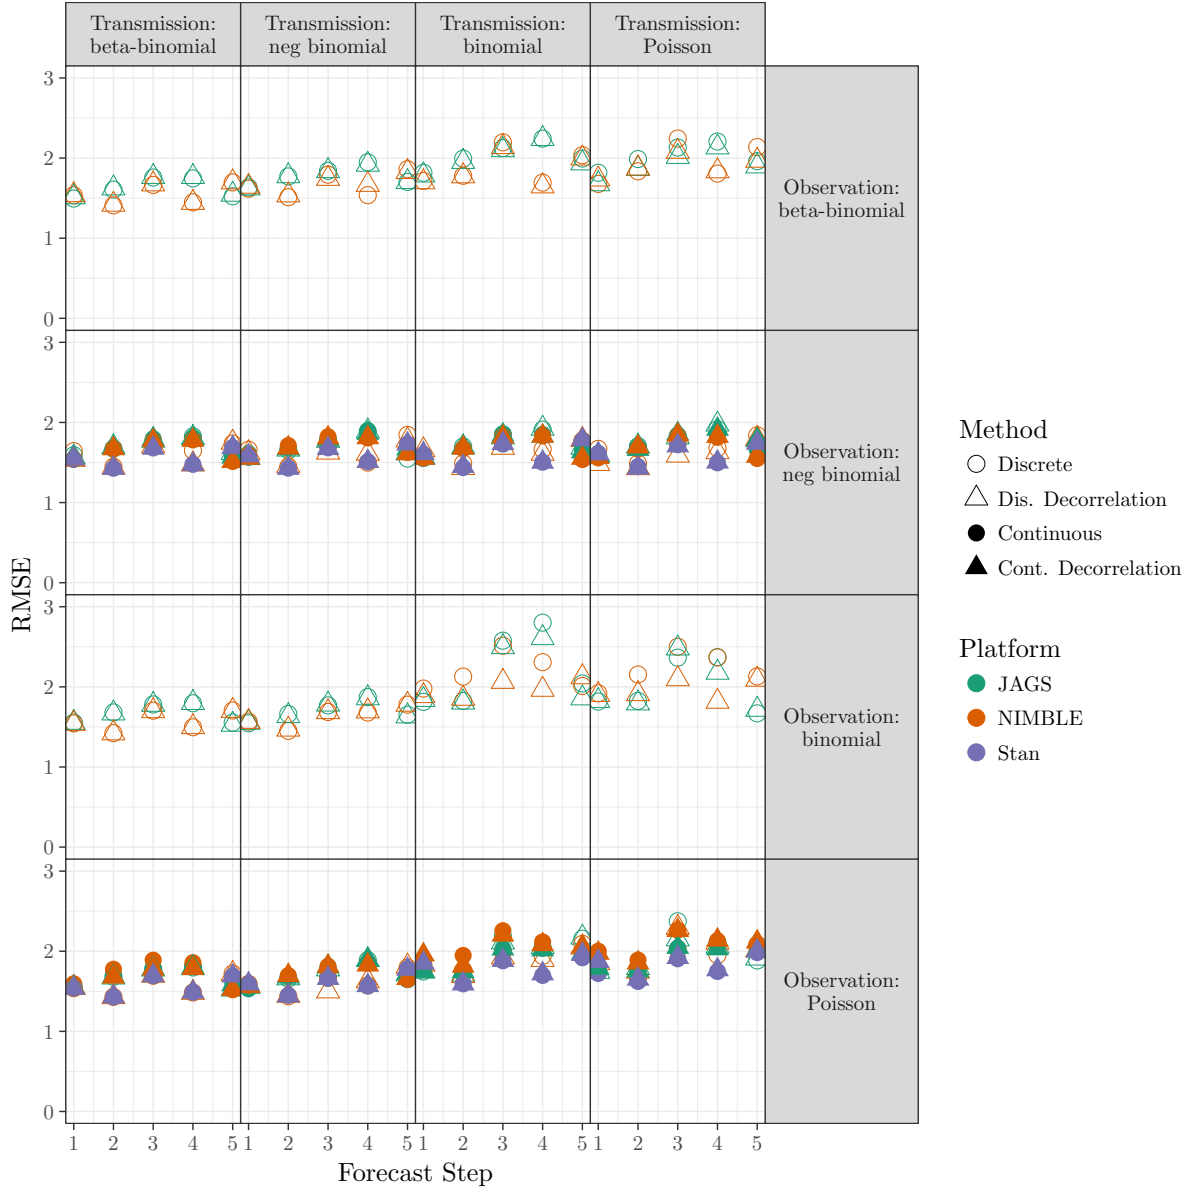 Transmission:
beta-binomial
Transmission:
neg binomial
Transmission:
binomial
Transmission:
Poisson
3
2
1
0
Observation:
beta-binomial
3
2
1
0
Observation:
neg binomial
3
2
1
0
Observation:
binomial
3
2
1
0
Observation:
Poisson
RMSE
1 2 3 4 5 1 2 3 4 5 1 2 3 4 5 1 2 3 4 5
Forecast Step
Method
Discrete
Dis. Decorrelation
Continuous
Cont. Decorrelation
Platform
JAGS
NIMBLE
Stan